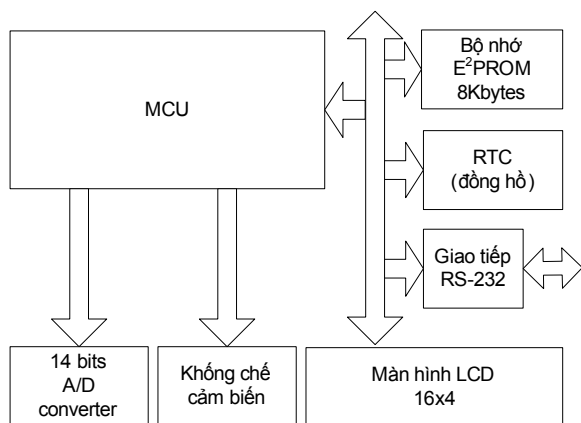 MCU
Bộ nhớ
E²PROM
8Kbytes
RTC
(đồng hồ)
Giao tiếp
RS-232
14 bits
A/D
converter
Khống chế
cảm biến
Màn hình LCD
16x4